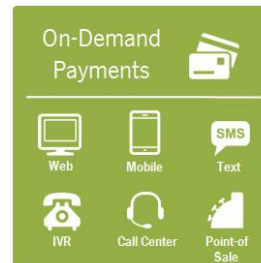 On-Demand
Payments
SMS
Web Mobile Text
IVR Call Center Point-of
Sale